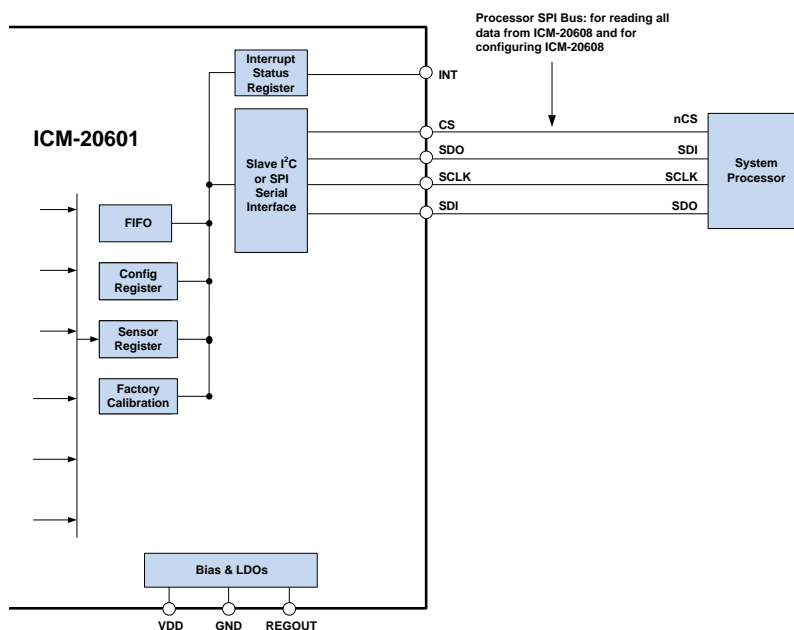 Processor SPI Bus: for reading all
data from ICM-20608 and for
configuring ICM-20608
Interrupt
Status
Register
INT
ICM-20601
Slave I²C
or SPI
Serial
Interface
CS
nCS
SDO
SDI
SCLK
SCLK
SDI
SDO
System
Processor
FIFO
Config
Register
Sensor
Register
Factory
Calibration
Bias & LDOs
VDD
GND
REGOUT